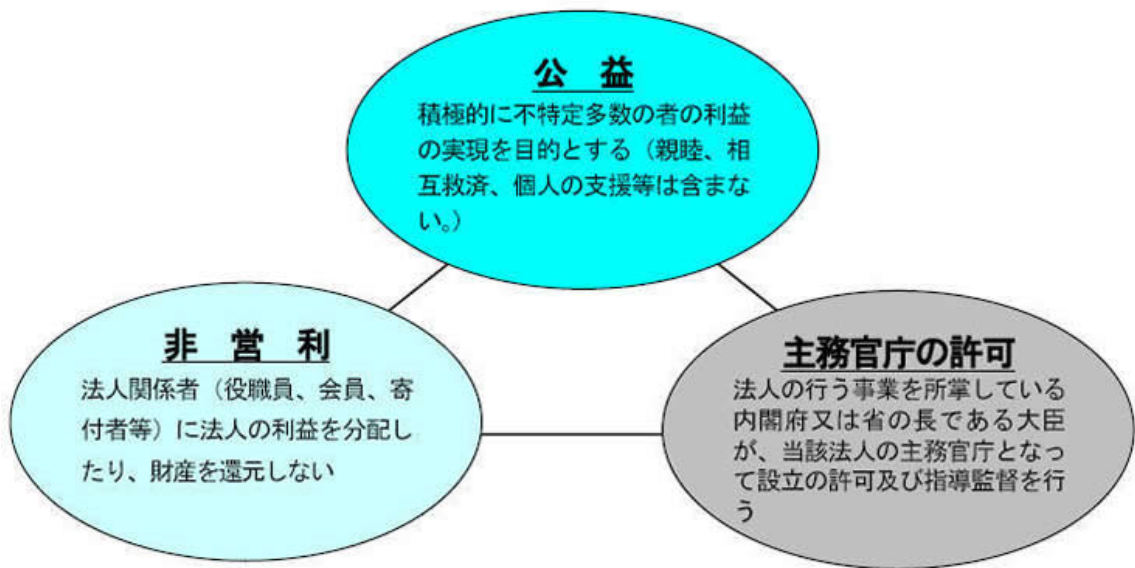 公　益
積極的に不特定多数の者の利益
の実現を目的とする（親睦、相
互救済、個人の支援等は含まな
い。）
非　営　利
法人関係者（役職員、会員、寄
付者等）に法人の利益を分配し
たり、財産を還元しない
主務官庁の許可
法人の行う事業を所掌している
内閣府又は省の長である大臣
が、当該法人の主務官庁となっ
て設立の許可及び指導監督を行
う